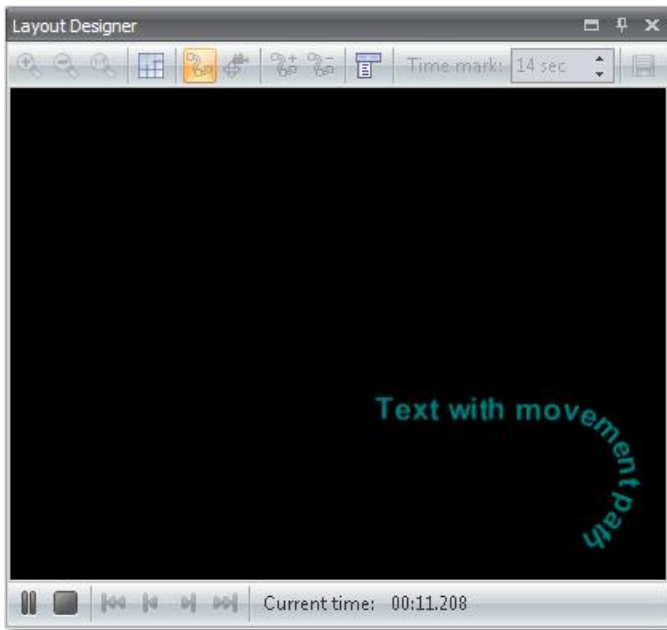 Layout Designer
Time mark: 14 sec
Text with movement path
Current time: 00:11.208